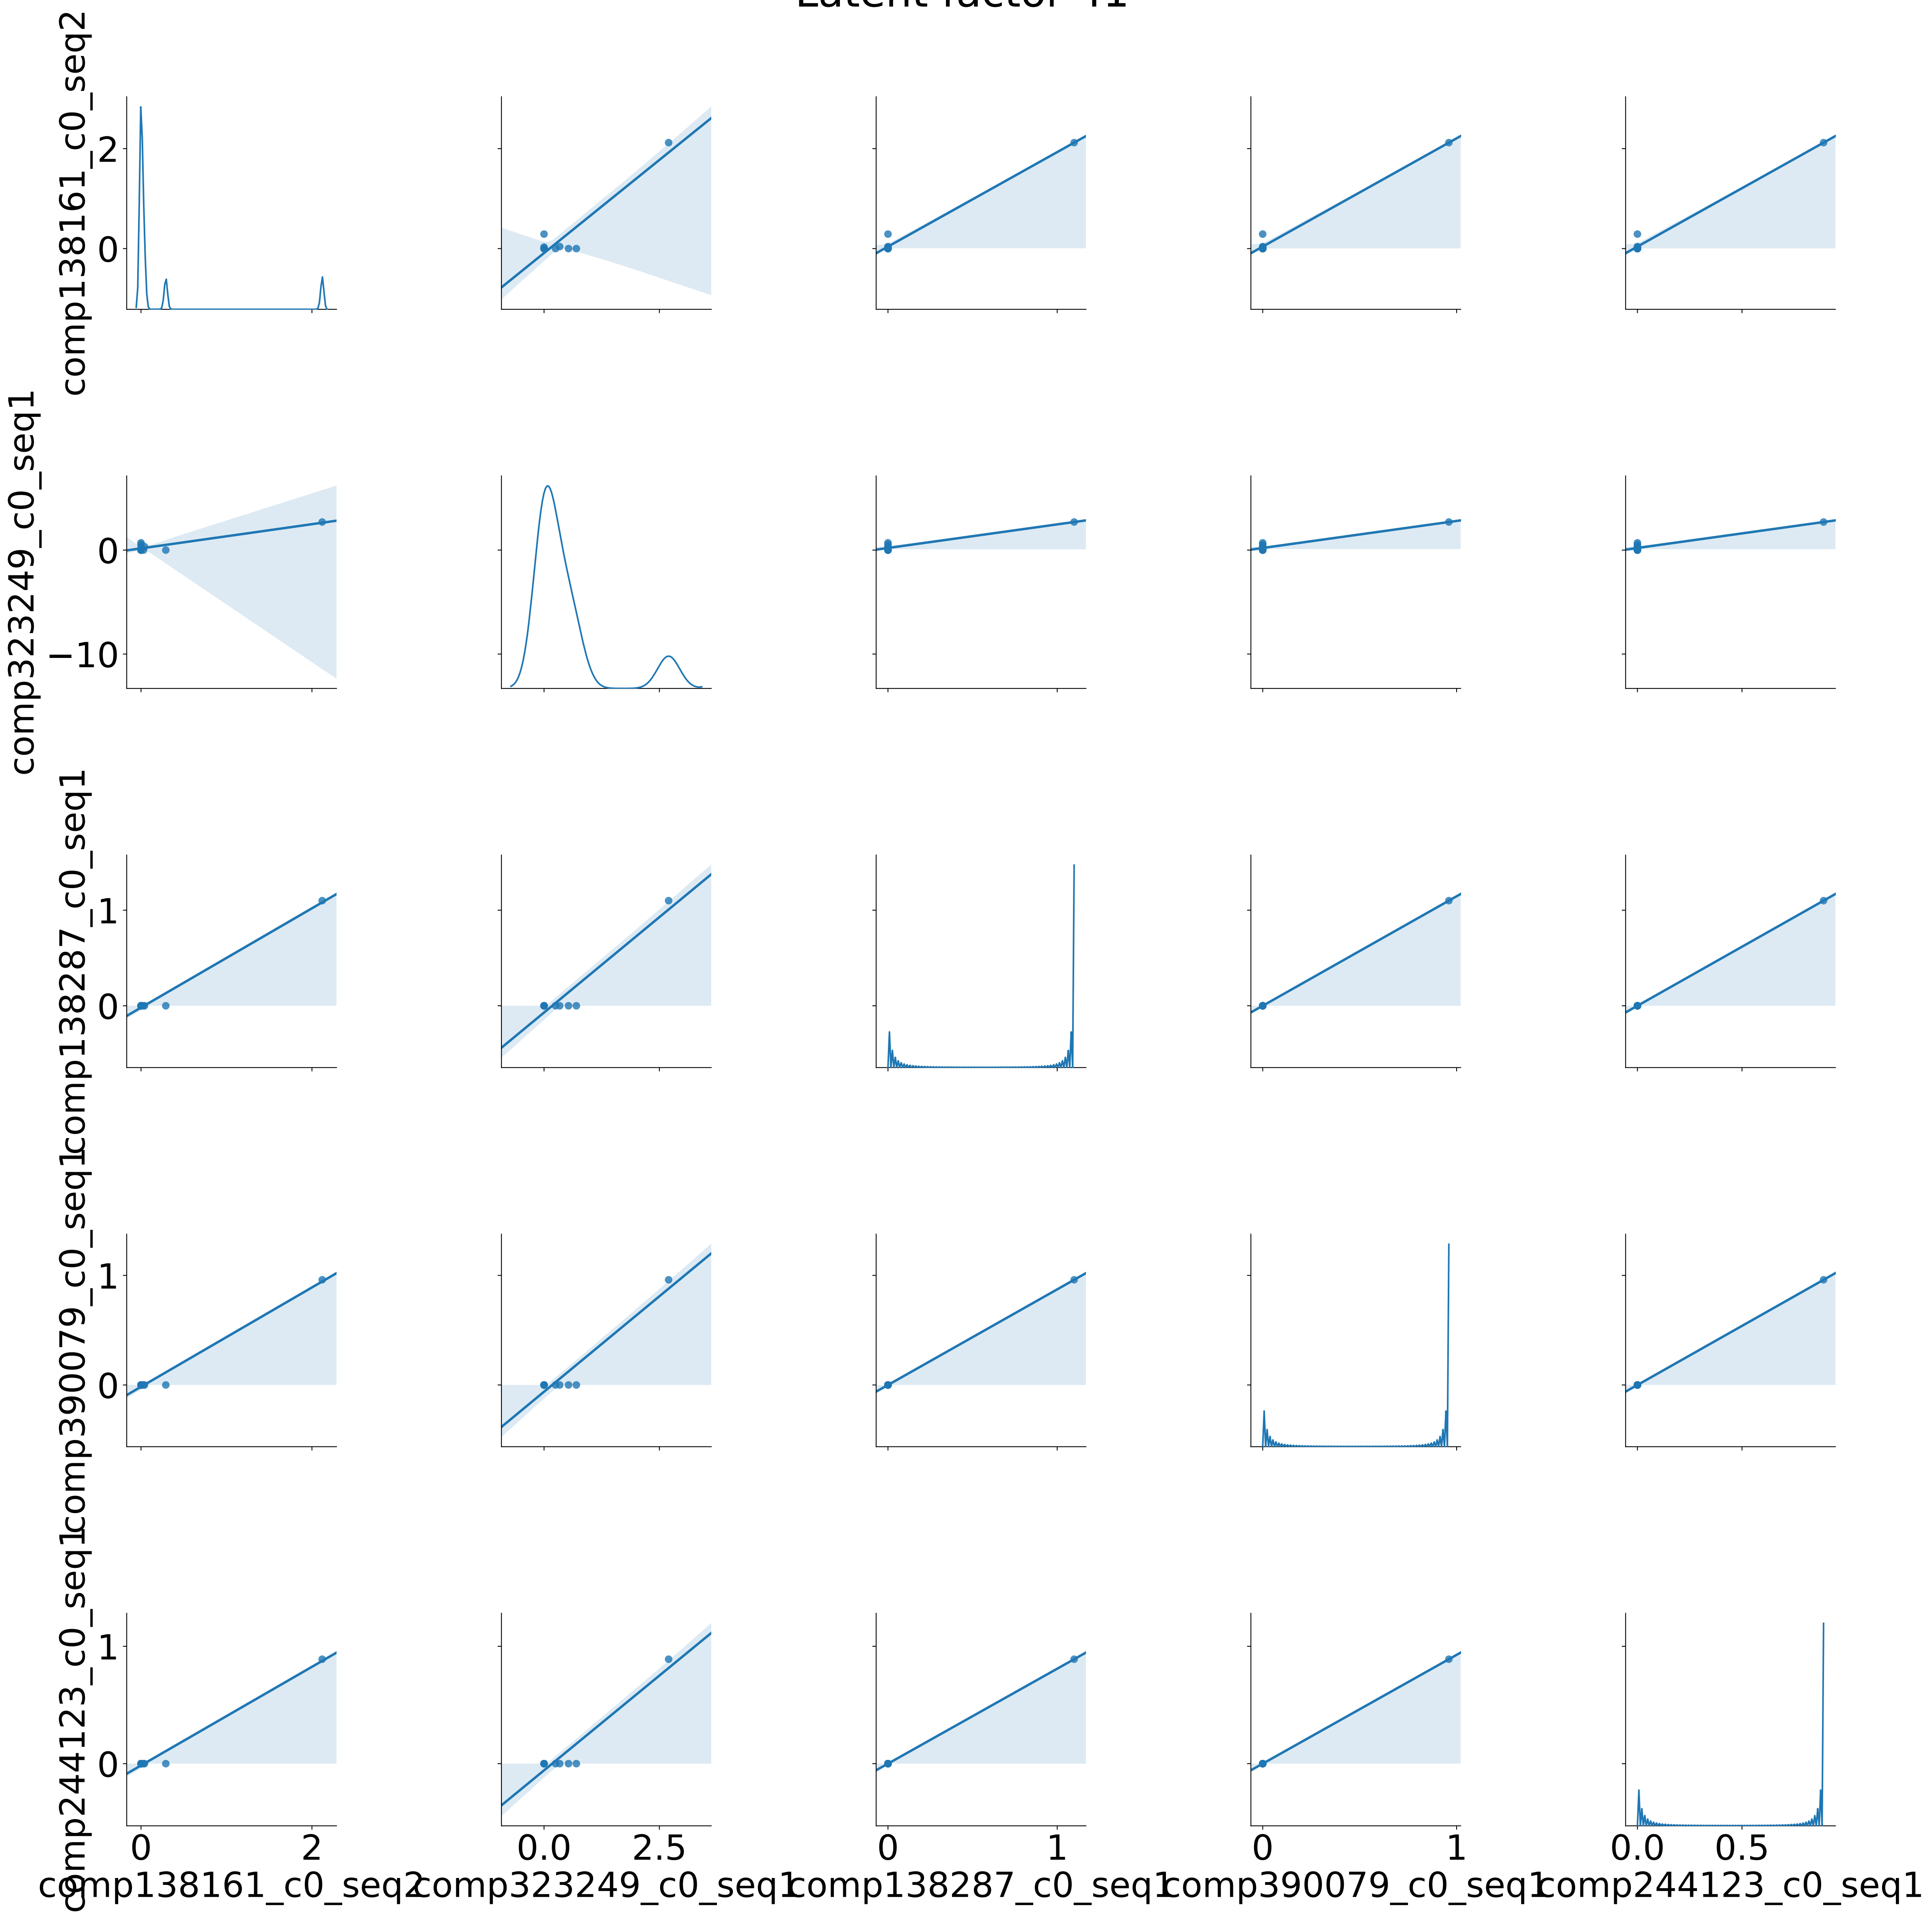 Latent factor
comp138161_c0_seq2
2
0
comp323249_c0_seq1
0
−10
comp138287_c0_seq1
1
0
comp390079_c0_seq1
1
0
comp244123_c0_seq1
1
0
0 2 0.0 2.5 0 1 0 1 0.0 0.5
comp138161_c0_seq2 comp323249_c0_seq1 comp138287_c0_seq1 comp390079_c0_seq1 comp244123_c0_seq1